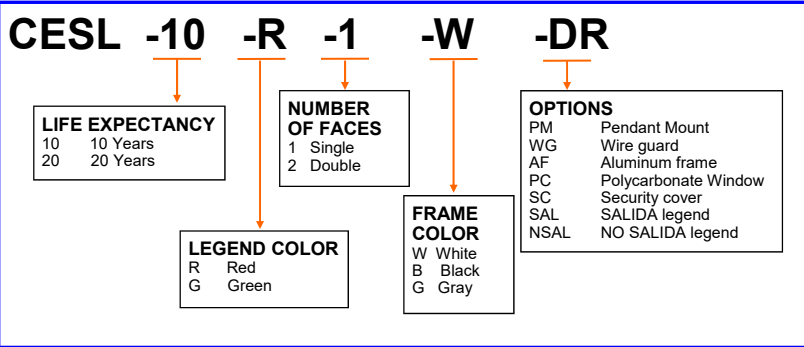 CESL -10 -R -1 -W -DR
LIFE EXPECTANCY
10 10 Years
20 20 Years
LEGEND COLOR
R Red
G Green
NUMBER
OF FACES
1 Single
2 Double
FRAME
COLOR
W White
B Black
G Gray
OPTIONS
PM Pendant Mount
WG Wire guard
AF Aluminum frame
PC Polycarbonate Window
SC Security cover
SAL SALIDA legend
NSAL NO SALIDA legend